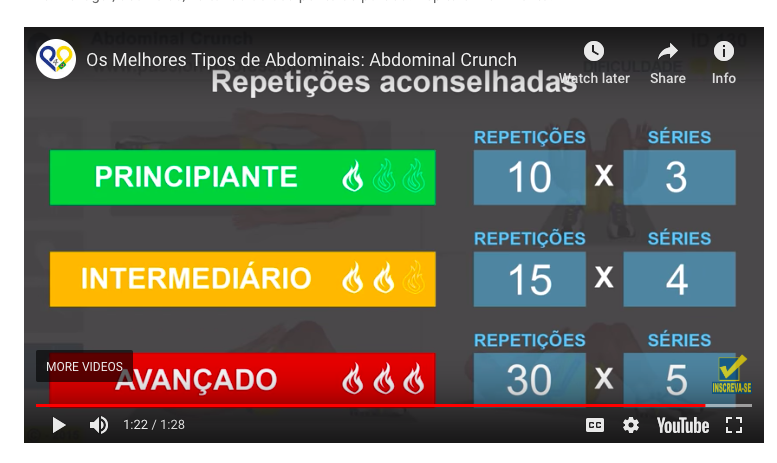 Os Melhores Tipos de Abdominais: Abdominal Crunch
Watch later
Share
Info
Repetições aconselhadas
REPETIÇÕES SÉRIES
PRINCIPIANTE 10 X 3
REPETIÇÕES SÉRIES
INTERMEDIÁRIO 15 X 4
REPETIÇÕES SÉRIES
MORE VIDEOS
AVANÇADO 30 X 5
INSCREVA-SE
1:22 / 1:28
CC
YouTube